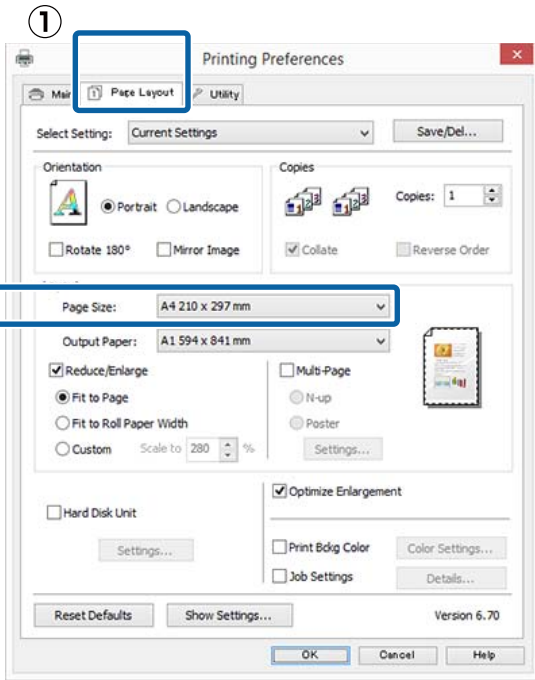 ①
Printing Preferences
Main Page Layout Utility
Select Setting: Current Settings Save/Del...
Orientation Copies
Portrait Landscape Copies: 1
Rotate 180° Mirror Image Collate Reverse Order
Page Size: A4 210 x 297 mm
Output Paper: A1 594 x 841 mm
Reduce/Enlarge Multi-Page
Fit to Page N-up
Fit to Roll Paper Width Poster
Custom Scale to 280 % Settings...
Optimize Enlargement
Hard Disk Unit
Settings... Print Bckg Color Color Settings...
Job Settings Details...
Reset Defaults Show Settings... Version 6.70
OK Cancel Help